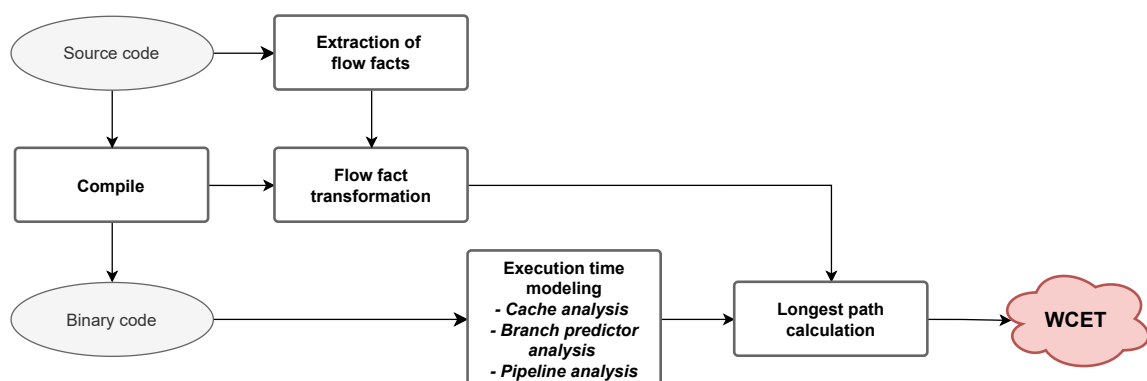 Source code
Extraction of
flow facts
Compile
Flow fact
transformation
Binary code
Execution time
modeling
- Cache analysis
- Branch predictor
analysis
- Pipeline analysis
Longest path
calculation
WCET